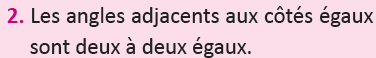 2. Les angles adjacents aux côtés égaux
sont deux à deux égaux.